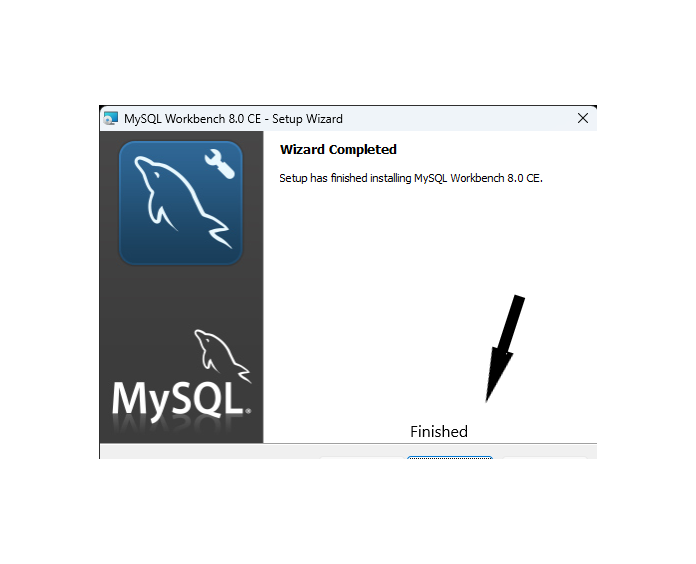 MySQL Workbench 8.0 CE - Setup Wizard
Wizard Completed
Setup has finished installing MySQL Workbench 8.0 CE.
MySQL®
Finished